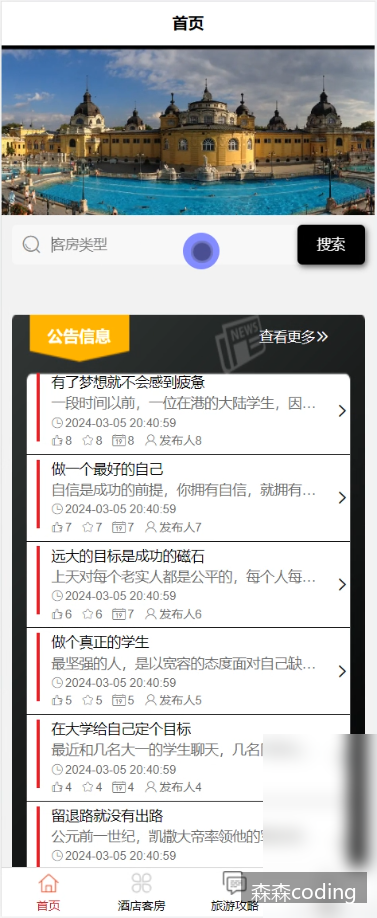 首页
客房类型
搜索
公告信息
NEWS
查看更多
有了梦想就不会感到疲惫
一段时间以前，一位在港的大陆学生，因...
2024-03-05 20:40:59
8 8 19 8 发布人8
做一个最好的自己
自信是成功的前提，你拥有自信，就拥有...
2024-03-05 20:40:59
7 7 19 7 发布人7
远大的目标是成功的磁石
上天对每个老实人都是公平的，每个人每...
2024-03-05 20:40:59
6 6 19 7 发布人6
做个真正的学生
最坚强的人，是以宽容的态度面对自己缺...
2024-03-05 20:40:59
5 5 19 5 发布人5
在大学给自己定个目标
最近和几名大一的学生聊天，几名
2024-03-05 20:40:59
4 4 19 4 发布人4
留退路就没有出路
公元前一世纪，凯撒大帝率领他的
2024-03-05 20:40:59
首页
酒店客房
旅游攻略
森森coding